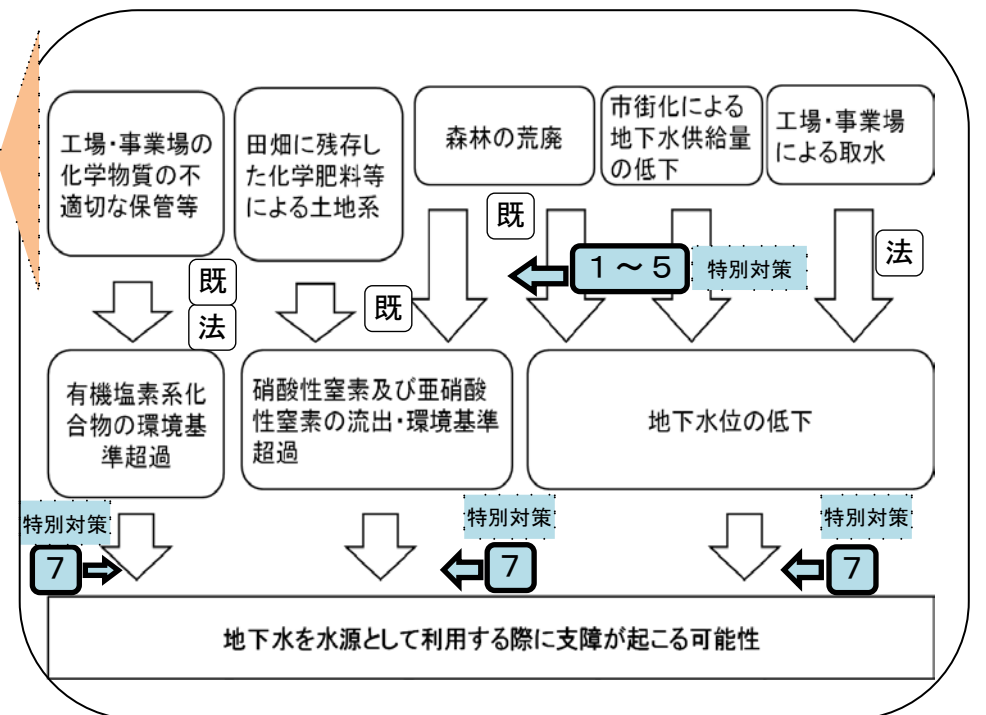 工場・事業場の
化学物質の不
適切な保管等
田畑に残存し
た化学肥料等
による土地系
森林の荒廃
市街化による
地下水供給量
の低下
工場・事業場
による取水
既
法
既
既
1～5
特別対策
法
有機塩素系化
合物の環境基
準超過
硝酸性窒素及び亜硝酸
性窒素の流出・環境基準
超過
地下水位の低下
特別対策
7
特別対策
7
特別対策
7
地下水を水源として利用する際に支障が起こる可能性